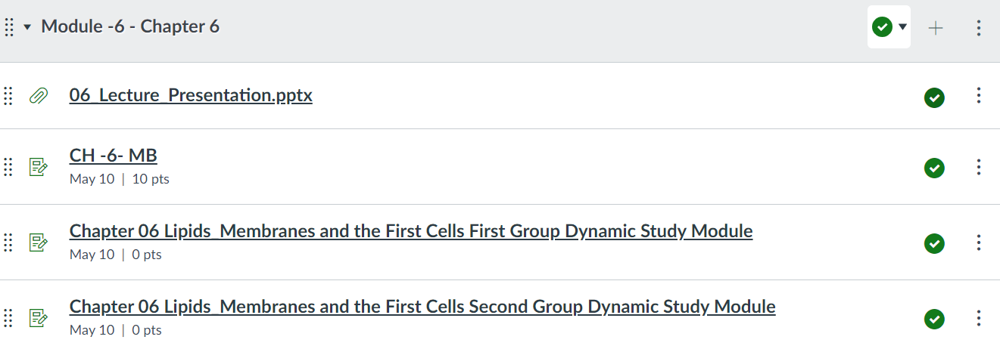 Module -6 - Chapter 6
06_Lecture_Presentation.pptx
CH -6- MB
May 10 | 10 pts
Chapter 06 Lipids_Membranes and the First Cells First Group Dynamic Study Module
May 10 | 0 pts
Chapter 06 Lipids_Membranes and the First Cells Second Group Dynamic Study Module
May 10 | 0 pts